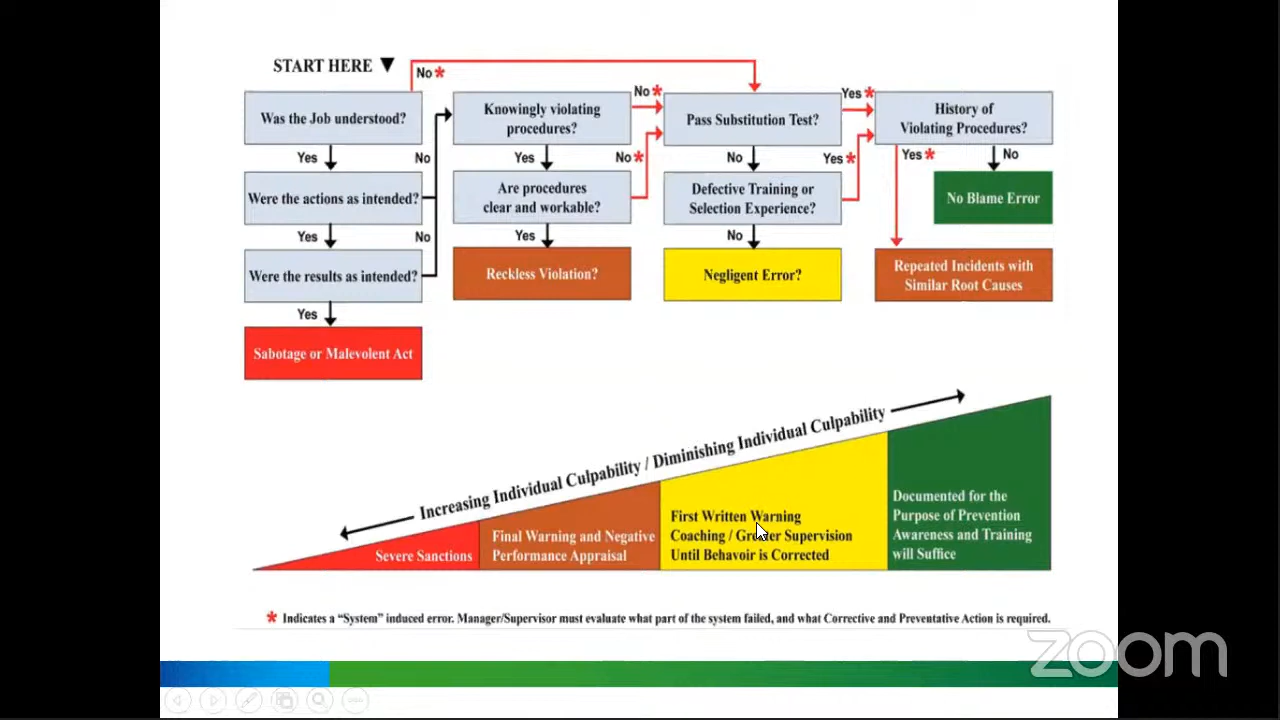 START HERE ▼
No *
Was the Job understood?
Yes
No
Were the actions as intended?
Yes
No
Were the results as intended?
Yes
Sabotage or Malevolent Act
Knowingly violating
procedures?
No *
Yes
No *
Are procedures
clear and workable?
Yes
Reckless Violation?
Pass Substitution Test?
Yes *
No
Yes *
Defective Training or
Selection Experience?
No
Negligent Error?
History of
Violating Procedures?
Yes *
No
No Blame Error
Repeated Incidents with
Similar Root Causes
Increasing Individual Culpability / Diminishing Individual Culpability
Severe Sanctions
Final Warning and Negative
Performance Appraisal
First Written Warning
Coaching / Greater Supervision
Until Behavoir is Corrected
Documented for the
Purpose of Prevention
Awareness and Training
will Suffice
* Indicates a “System” induced error. Manager/Supervisor must evaluate what part of the system failed, and what Corrective and Preventative Action is required.
zoom